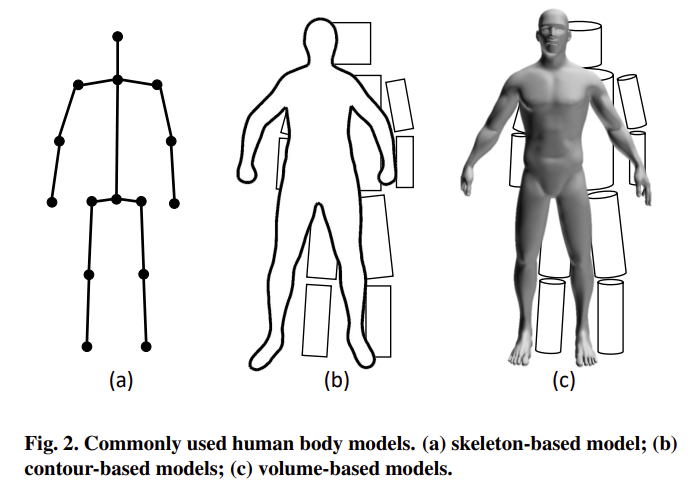 (a)
(b)
(c)
Fig. 2. Commonly used human body models. (a) skeleton-based model; (b)
contour-based models; (c) volume-based models.